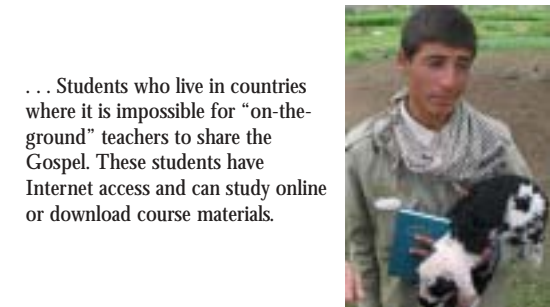 . . . Students who live in countries
where it is impossible for “on-the-
ground” teachers to share the
Gospel. These students have
Internet access and can study online
or download course materials.